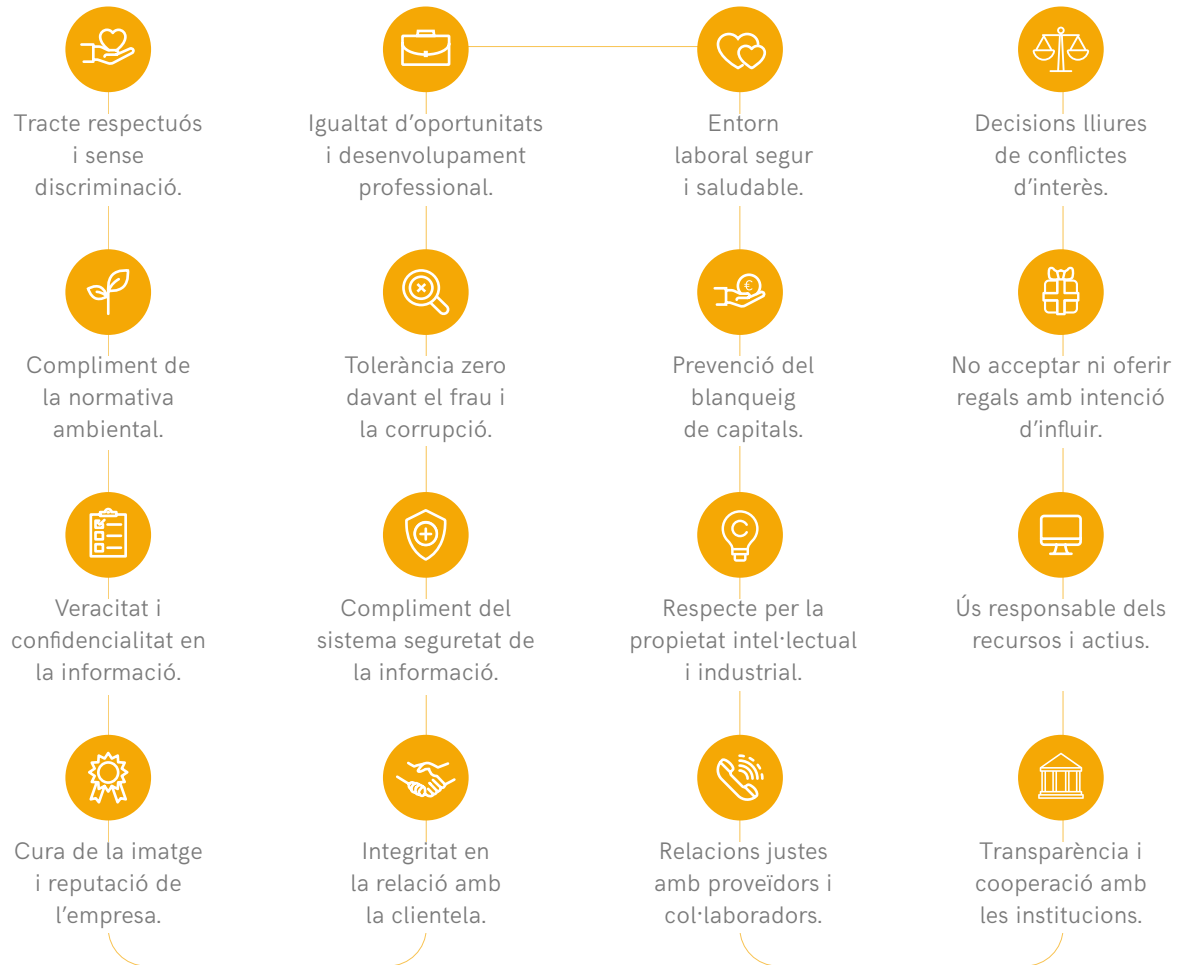 Tracte respectuós
i sense
discriminació.
Igualtat d’oportunitats
i desenvolupament
professional.
Entorn
laboral segur
i saludable.
Decisions lliures
de conflictes
d’interès.
Compliment de
la normativa
ambiental.
Tolerància zero
davant el frau i
la corrupció.
Prevenció del
blanqueig
de capitals.
No acceptar ni oferir
regals amb intenció
d’influir.
Veracitat i
confidencialitat en
la informació.
Compliment del
sistema seguretat de
la informació.
Respecte per la
propietat intel·lectual
i industrial.
Ús responsable dels
recursos i actius.
Cura de la imatge
i reputació de
l’empresa.
Integritat en
la relació amb
la clientela.
Relacions justes
amb proveïdors i
col·laboradors.
Transparència i
cooperació amb
les institucions.